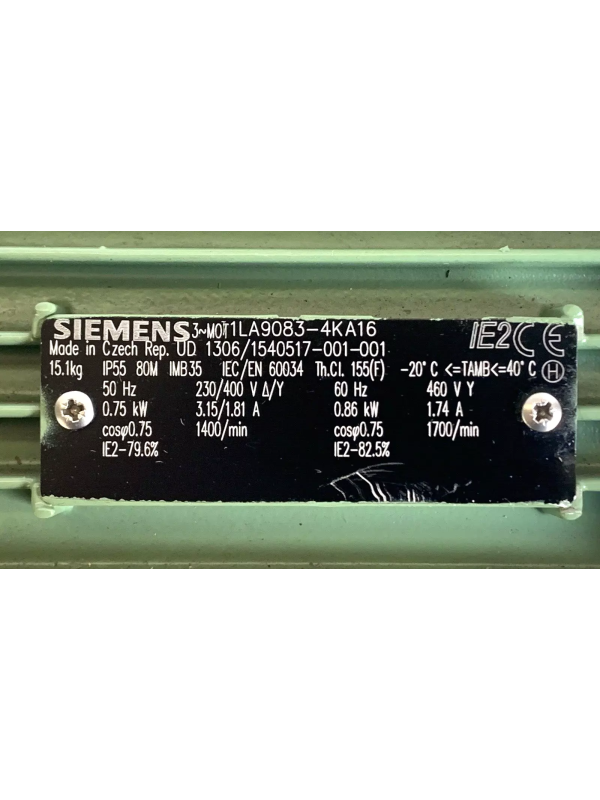 SIEMENS 3~MOT 1LA9083-4KA16 IE2 CE
Made in Czech Rep. UD 1306/1540517-001-001
15.1kg IP55 80M IMB35 IEC/EN 60034 Th.Cl. 155(F) -20° C <=TAMB<=40° C H
50 Hz 230/400 V Δ/Y 60 Hz 460 V Y
0.75 kW 3.15/1.81 A 0.86 kW 1.74 A
cosφ0.75 1400/min cosφ0.75 1700/min
IE2-79.6% IE2-82.5%